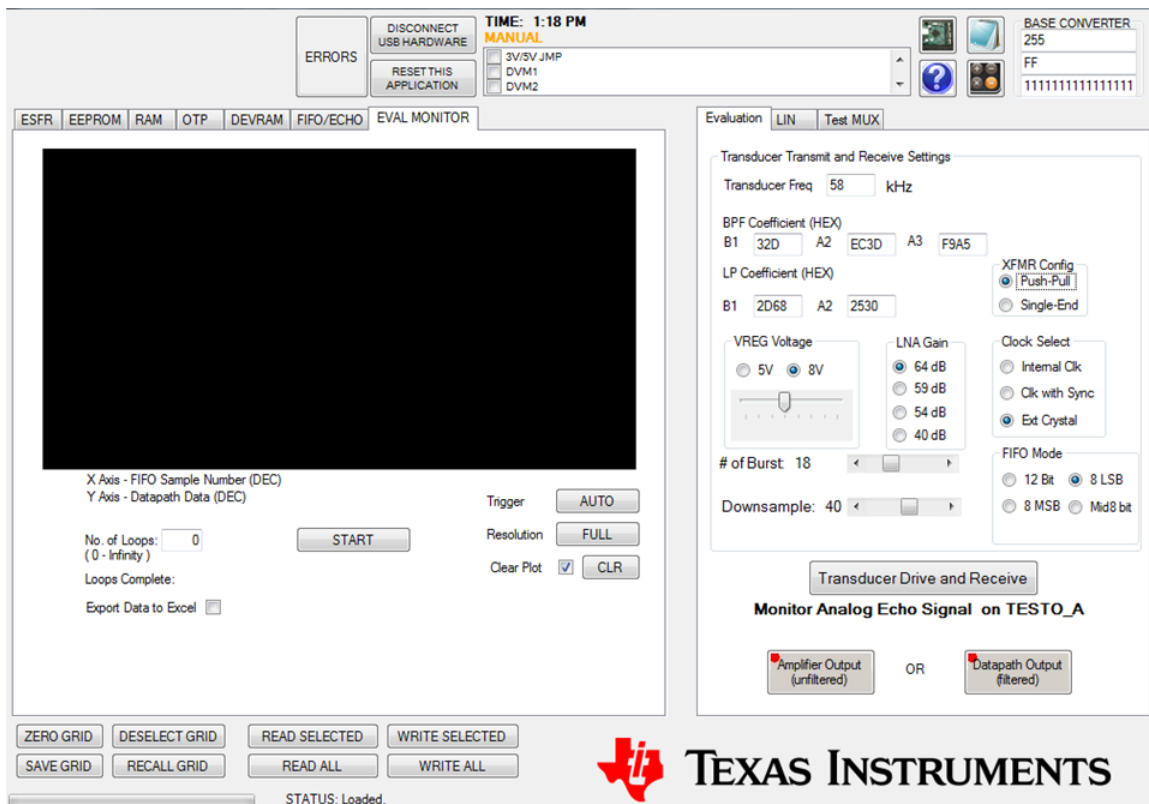 ERRORS
DISCONNECT
USB HARDWARE
RESET THIS
APPLICATION
TIME: 1:18 PM
MANUAL
3V/5V JMP
DVM1
DVM2
BASE CONVERTER
255
FF
1111111111111111
ESFR EEPROM RAM OTP DEVRAM FIFO/ECHO EVAL MONITOR
X Axis - FIFO Sample Number (DEC)
Y Axis - Datapath Data (DEC)
No. of Loops: 0
( 0 - Infinity )
START
Loops Complete:
Export Data to Excel
Trigger AUTO
Resolution FULL
Clear Plot CLR
Evaluation LIN Test MUX
Transducer Transmit and Receive Settings
Transducer Freq 58 kHz
BPF Coefficient (HEX)
B1 32D A2 EC3D A3 F9A5
LP Coefficient (HEX)
B1 2D68 A2 2530
XFMR Config
Push-Pull
Single-End
VREG Voltage
5V 8V
LNA Gain
64 dB
59 dB
54 dB
40 dB
Clock Select
Internal Clk
Clk with Sync
Ext Crystal
# of Burst: 18
Downsample: 40
FIFO Mode
12 Bit 8 LSB
8 MSB Mid8 bit
Transducer Drive and Receive
Monitor Analog Echo Signal on TESTO_A
Amplifier Output
(unfiltered)
OR
Datapath Output
(filtered)
ZERO GRID DESELECT GRID READ SELECTED WRITE SELECTED
SAVE GRID RECALL GRID READ ALL WRITE ALL
STATUS: Loaded.
TEXAS INSTRUMENTS